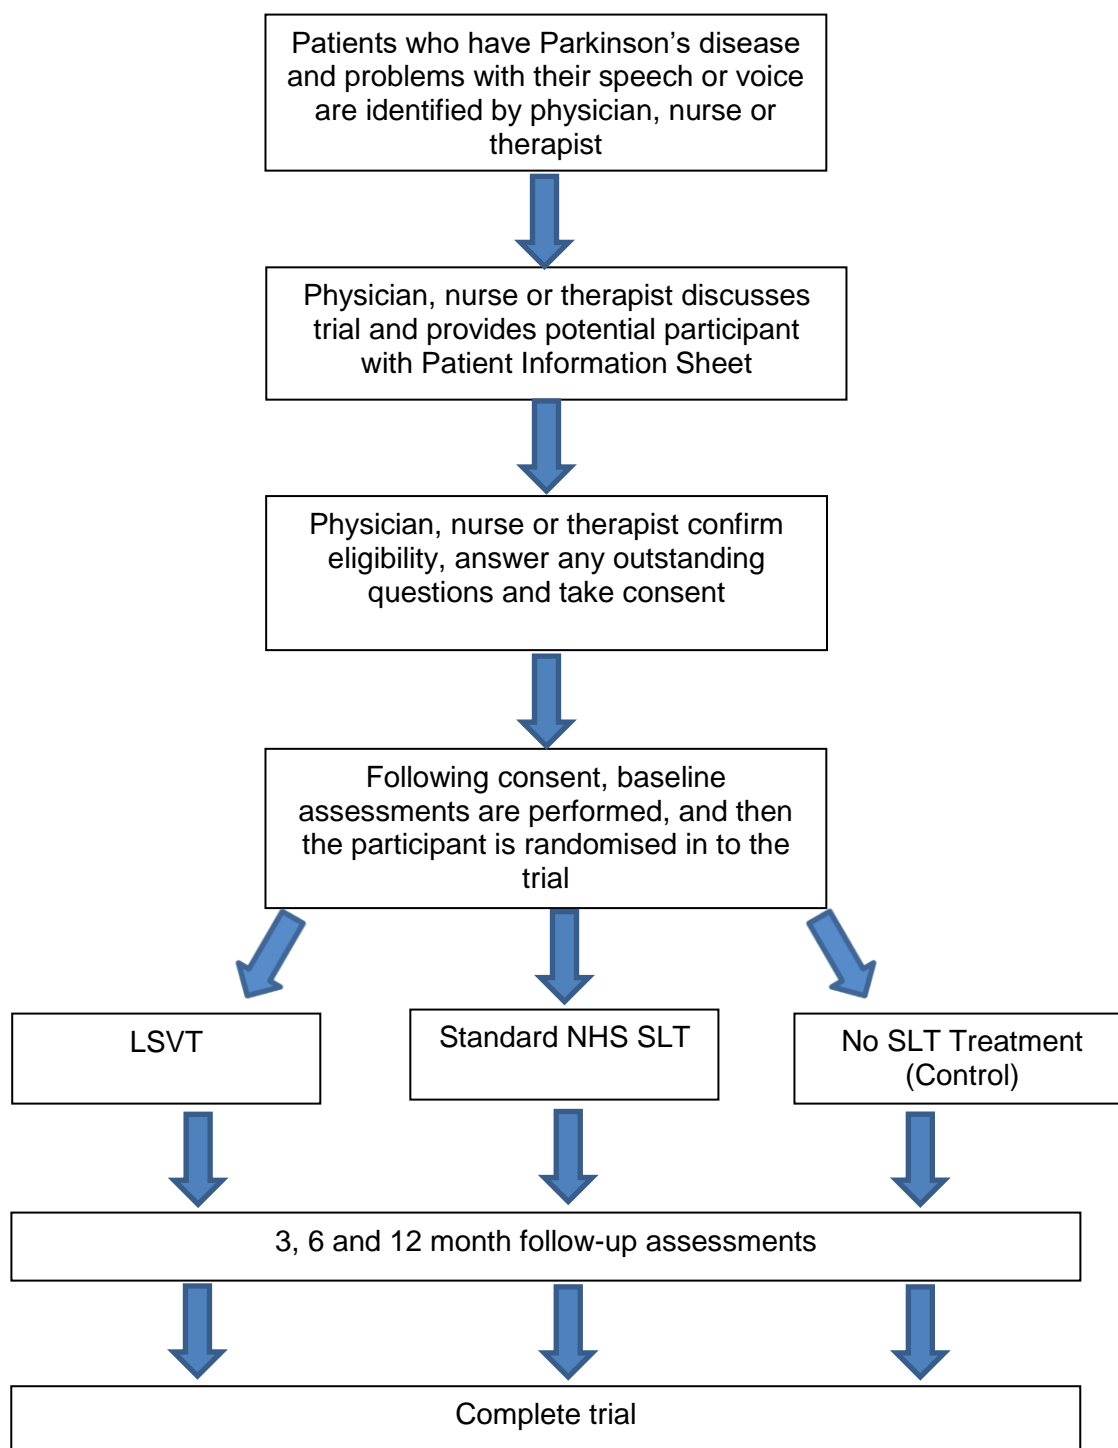 Patients who have Parkinson’s disease
and problems with their speech or voice
are identified by physician, nurse or
therapist
Physician, nurse or therapist discusses
trial and provides potential participant
with Patient Information Sheet
Physician, nurse or therapist confirm
eligibility, answer any outstanding
questions and take consent
Following consent, baseline
assessments are performed, and then
the participant is randomised in to the
trial
LSVT
Standard NHS SLT
No SLT Treatment
(Control)
3, 6 and 12 month follow-up assessments
Complete trial